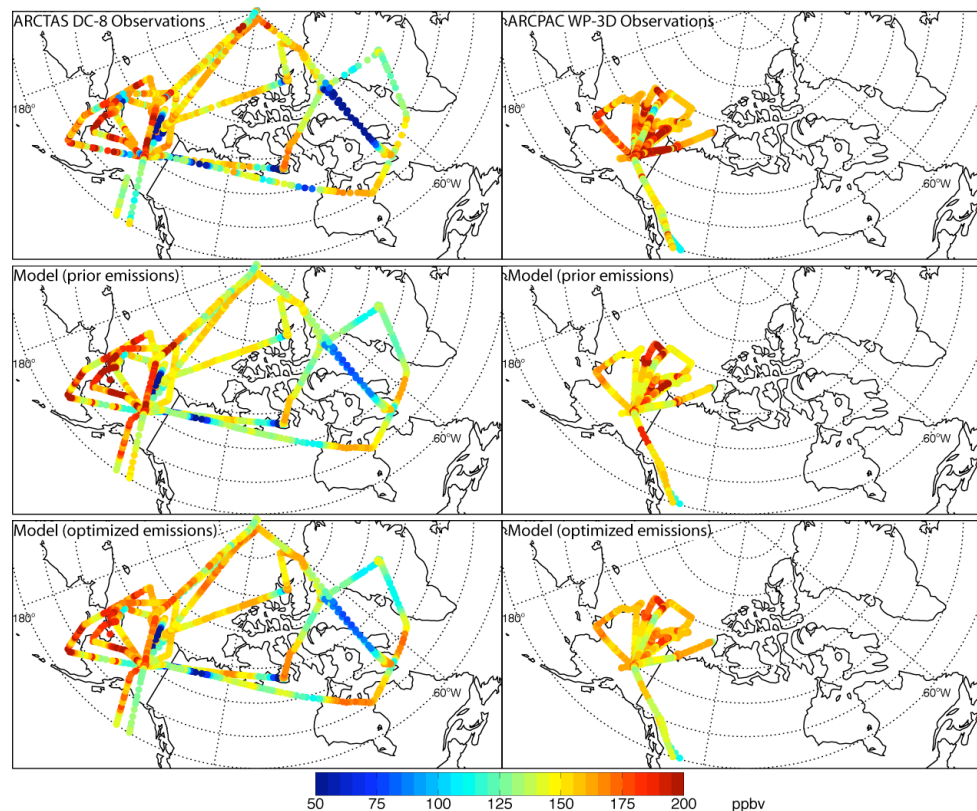 ARCTAS DC-8 Observations
180°
60°W
ARCPAC WP-3D Observations
180°
60°W
Model (prior emissions)
180°
60°W
Model (prior emissions)
180°
60°W
Model (optimized emissions)
180°
60°W
Model (optimized emissions)
180°
60°W
50 75 100 125 150 175 200 ppbv